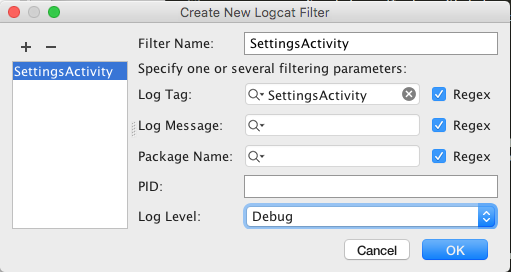 Create New Logcat Filter
+ −
SettingsActivity
Filter Name: SettingsActivity
Specify one or several filtering parameters:
Log Tag: SettingsActivity Regex
Log Message: Regex
Package Name: Regex
PID:
Log Level: Debug
Cancel OK